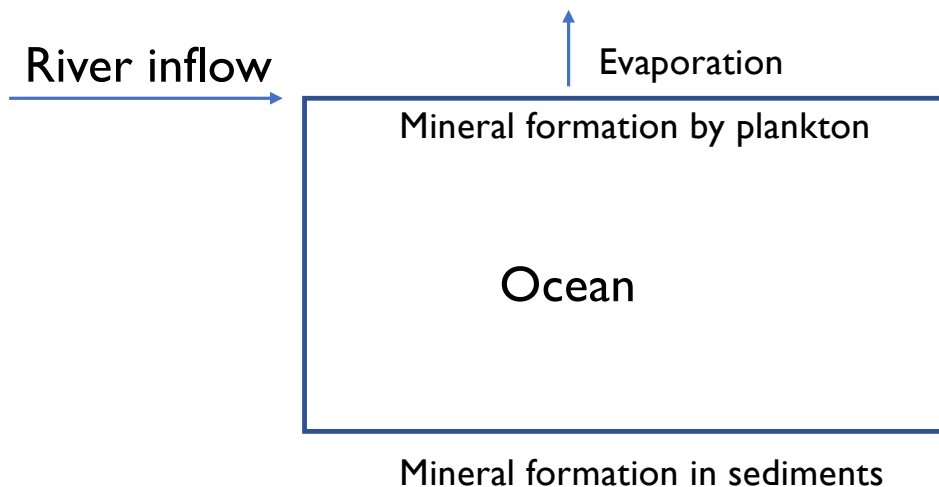 River inflow
Evaporation
Mineral formation by plankton
Ocean
Mineral formation in sediments